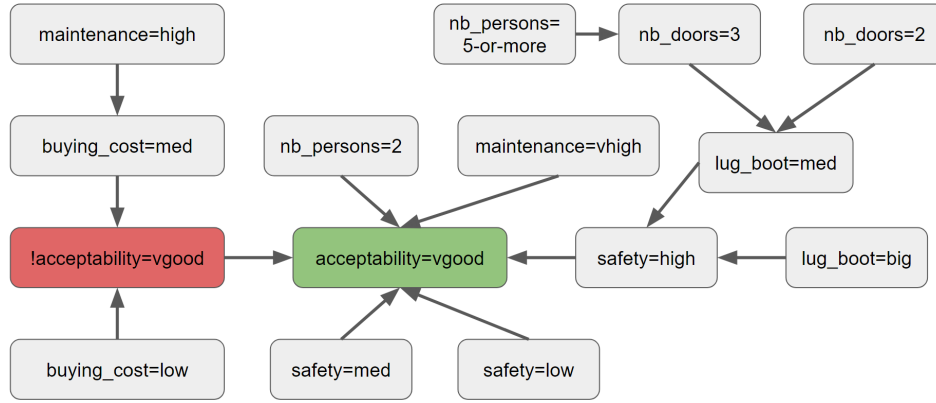 maintenance=high
nb_persons=
5-or-more
nb_doors=3
nb_doors=2
buying_cost=med
nb_persons=2
maintenance=vhigh
lug_boot=med
!acceptability=vgood
acceptability=vgood
safety=high
lug_boot=big
buying_cost=low
safety=med
safety=low